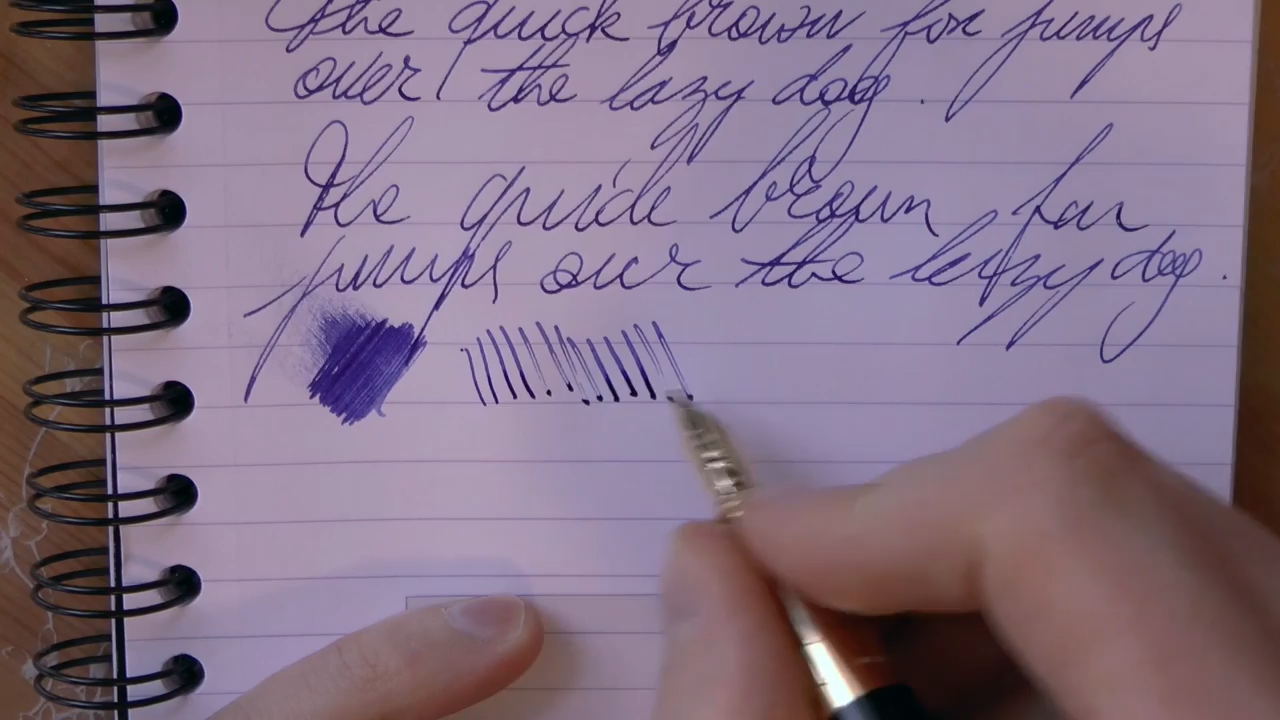 The quick brown fox jumps
over the lazy dog.
The quick brown fox
jumps over the lazy dog.